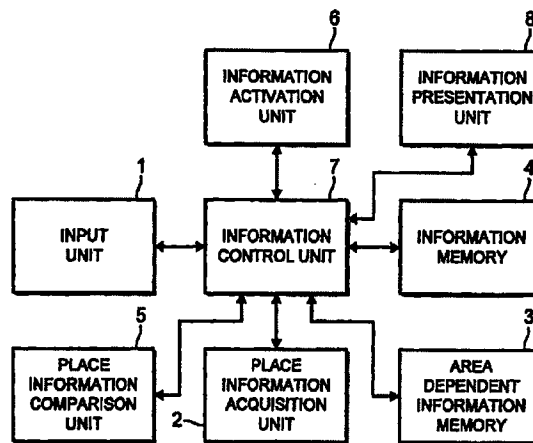 6
INFORMATION
ACTIVATION
UNIT
8
INFORMATION
PRESENTATION
UNIT
1
INPUT
UNIT
7
INFORMATION
CONTROL UNIT
4
INFORMATION
MEMORY
5
PLACE
INFORMATION
COMPARISON
UNIT
2
PLACE
INFORMATION
ACQUISITION
UNIT
3
AREA
DEPENDENT
INFORMATION
MEMORY